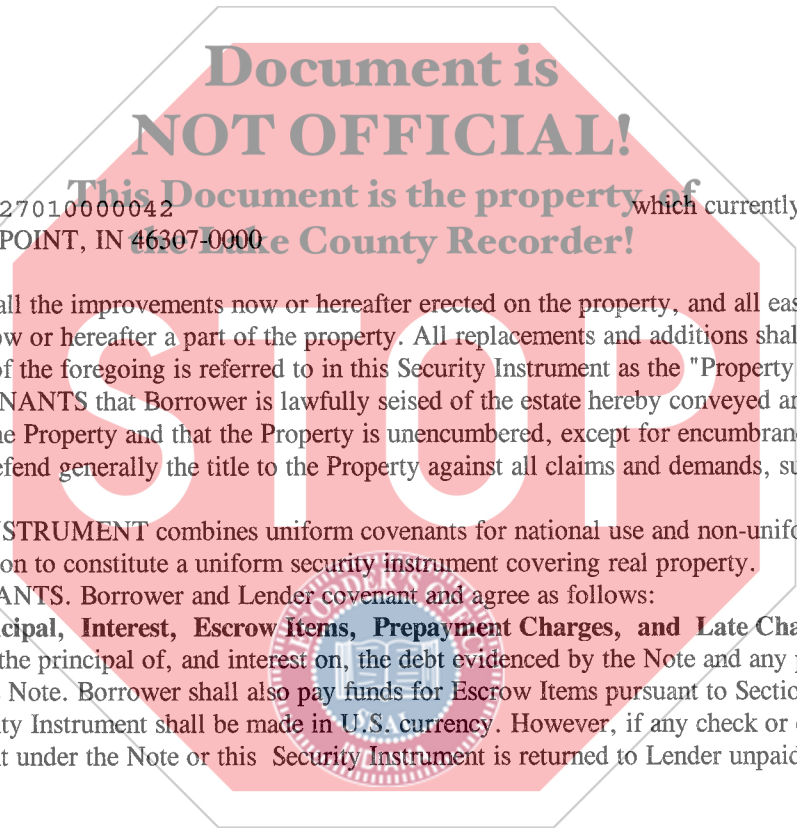 Document is
NOT OFFICIAL!
This Document is the property of
the Lake County Recorder!
27010000042 which currently
POINT, IN 46307-0000
all the improvements now or hereafter erected on the property, and all eas
ow or hereafter a part of the property. All replacements and additions shal
of the foregoing is referred to in this Security Instrument as the "Property
NANTS that Borrower is lawfully seised of the estate hereby conveyed an
he Property and that the Property is unencumbered, except for encumbran
efend generally the title to the Property against all claims and demands, su
STOP
NSTRUMENT combines uniform covenants for national use and non-unifo
on to constitute a uniform security instrument covering real property.
ANTS. Borrower and Lender covenant and agree as follows:
cipal, Interest, Escrow Items, Prepayment Charges, and Late Cha
the principal of, and interest on, the debt evidenced by the Note and any p
Note. Borrower shall also pay funds for Escrow Items pursuant to Sectio
ty Instrument shall be made in U.S. currency. However, if any check or
t under the Note or this Security Instrument is returned to Lender unpaid
INDIANA